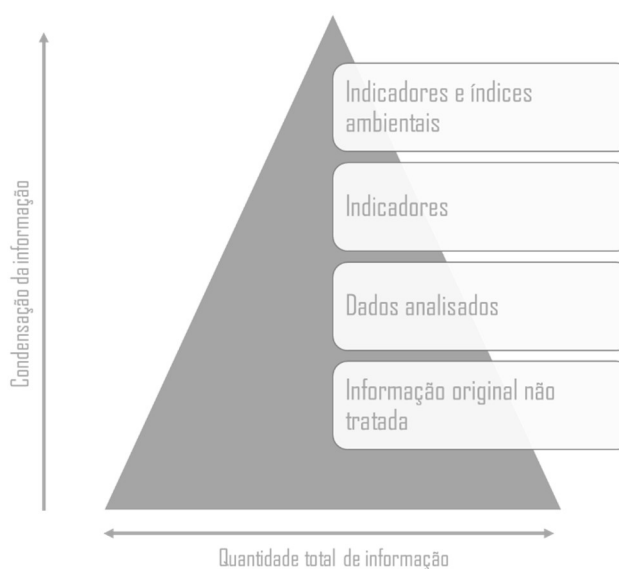 Indicadores e índices
ambientais
Indicadores
Dados analisados
Informação original não
tratada
Condensação da informação
Quantidade total de informação